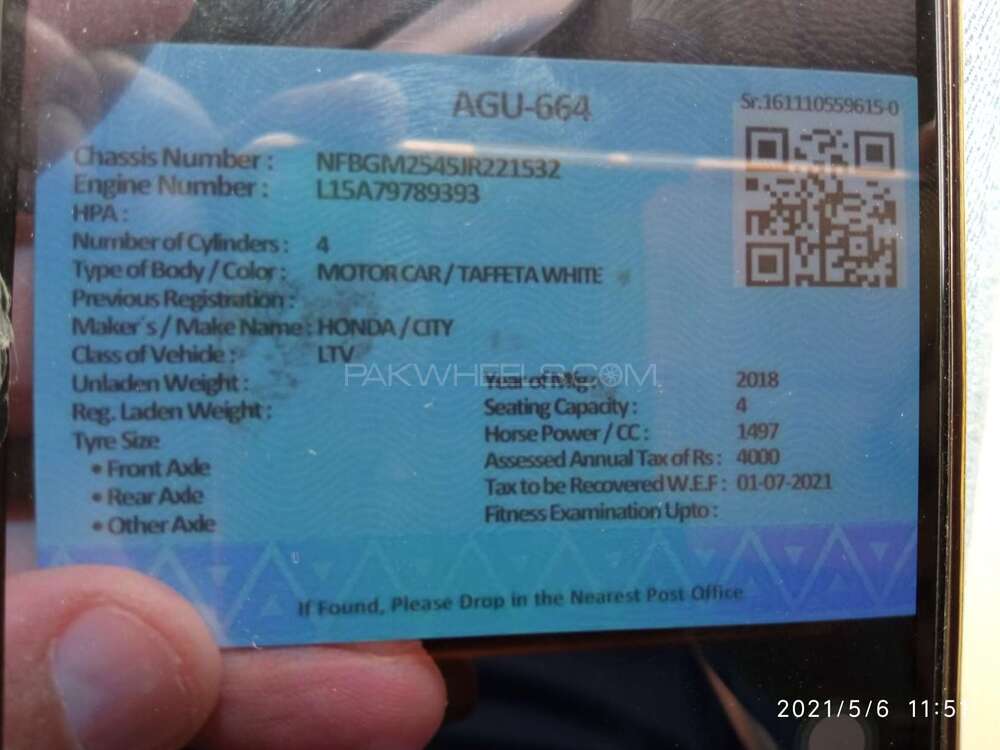 AGU-664
Sr.161110559615-0
Chassis Number : NFBGM2545JR221532
Engine Number : L15A79789393
HPA :
Number of Cylinders : 4
Type of Body / Color : MOTOR CAR / TAFFETA WHITE
Previous Registration :
Maker's / Make Name : HONDA / CITY
Class of Vehicle : LTV
Unladen Weight :
Reg. Laden Weight :
Tyre Size
• Front Axle
• Rear Axle
• Other Axle
PAKWHEELS.COM
Year of Mfg : 2018
Seating Capacity : 4
Horse Power / CC : 1497
Assessed Annual Tax of Rs : 4000
Tax to be Recovered W.E.F : 01-07-2021
Fitness Examination Upto :
If Found, Please Drop in the Nearest Post Office
2021/5/6